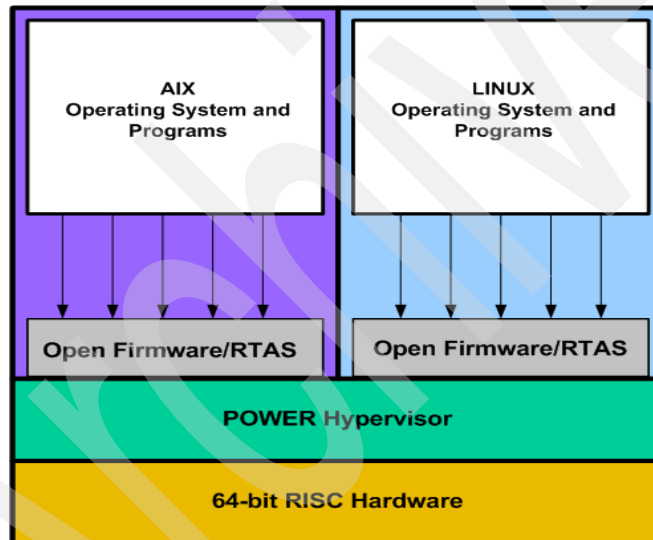 AIX
Operating System and
Programs
LINUX
Operating System and
Programs
Open Firmware/RTAS
Open Firmware/RTAS
POWER Hypervisor
64-bit RISC Hardware